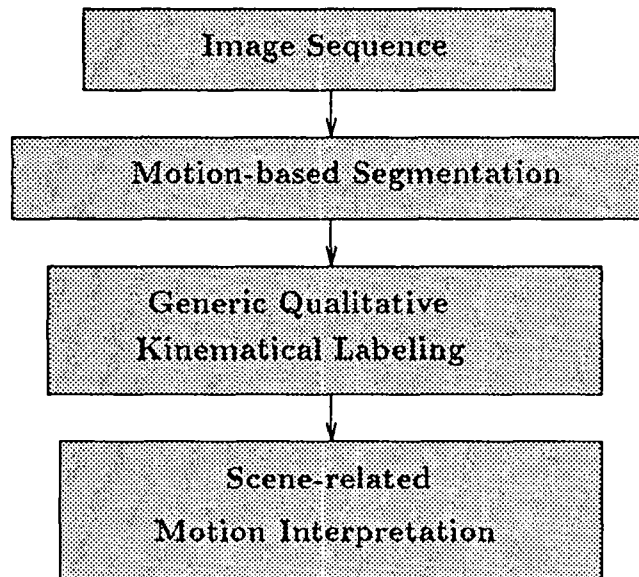 Image Sequence
Motion-based Segmentation
Generic Qualitative
Kinematical Labeling
Scene-related
Motion Interpretation